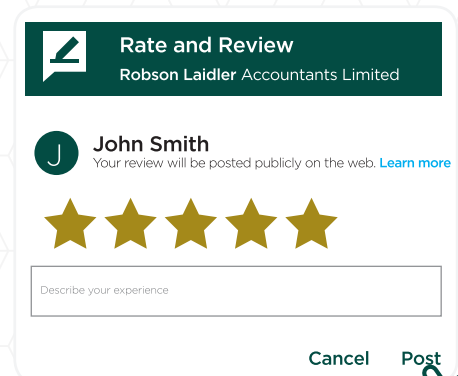 Rate and Review
Robson Laidler Accountants Limited
J
John Smith
Your review will be posted publicly on the web. Learn more
Describe your experience
Cancel Post